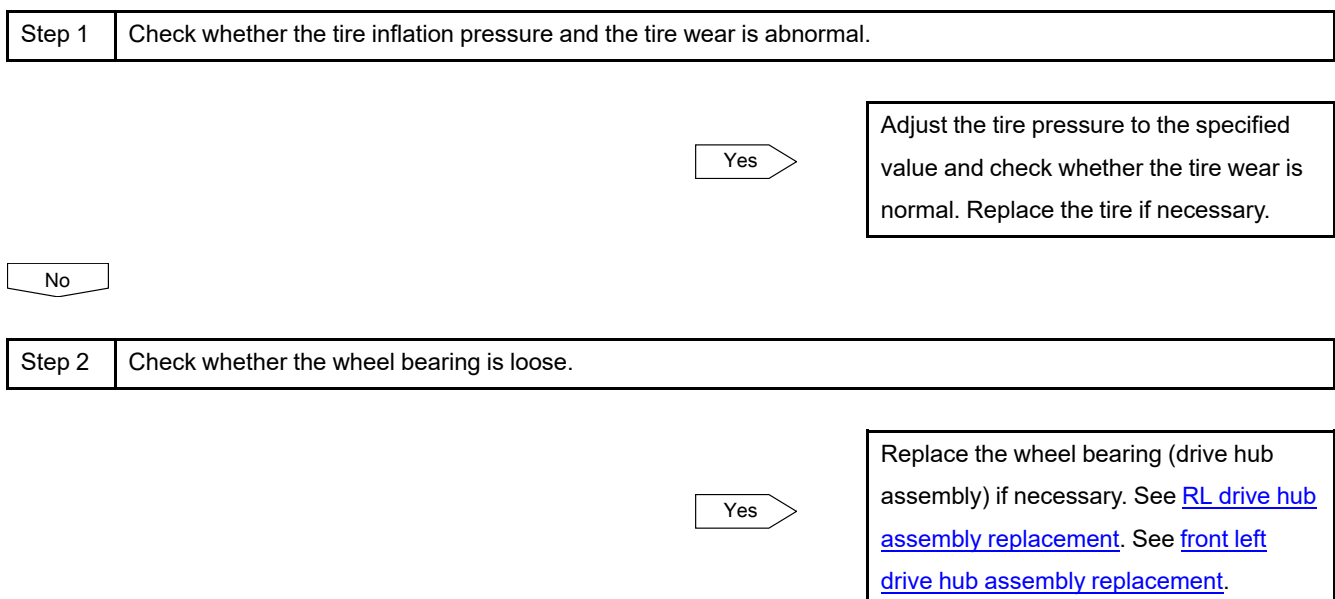 Step 1 Check whether the tire inflation pressure and the tire wear is abnormal.
Yes
Adjust the tire pressure to the specified
value and check whether the tire wear is
normal. Replace the tire if necessary.
No
Step 2 Check whether the wheel bearing is loose.
Yes
Replace the wheel bearing (drive hub
assembly) if necessary. See RL drive hub
assembly replacement. See front left
drive hub assembly replacement.